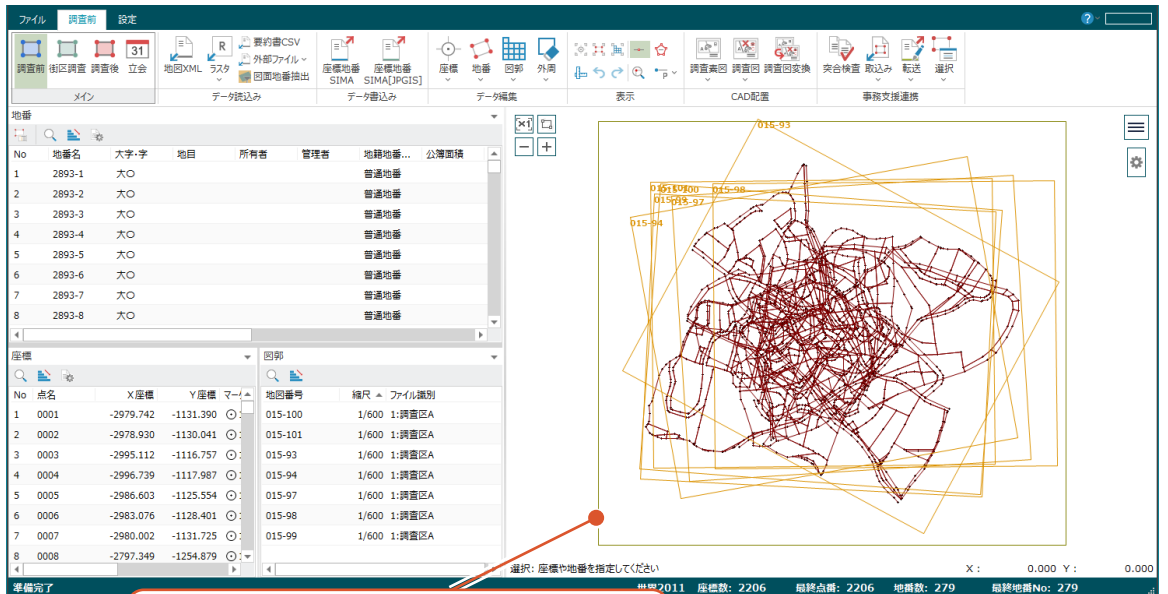 ファイル 調査前 設定
調査前 街区調査 調査後 立会
31
メイン
地図XML ラスタ
R
要約書CSV
外部ファイル
図面地番抽出
データ読込み
座標地番 SIMA
座標地番 SIMA[JPGIS]
データ書込み
座標 地番 図郭 外周
データ編集
表示
調査素図 調査図 調査図変換
CAD配置
突合検査 取込み 転送 選択
事務支援連携
地番
No 地番名 大字・字 地目 所有者 管理者 地籍地番... 公簿面積
1 2893-1 大〇 普通地番
2 2893-2 大〇 普通地番
3 2893-3 大〇 普通地番
4 2893-4 大〇 普通地番
5 2893-5 大〇 普通地番
6 2893-6 大〇 普通地番
7 2893-7 大〇 普通地番
8 2893-8 大〇 普通地番
座標
No 点名 X座標 Y座標
1 0001 -2979.742 -1131.390
2 0002 -2978.930 -1130.041
3 0003 -2995.112 -1116.757
4 0004 -2996.739 -1117.987
5 0005 -2986.603 -1125.554
6 0006 -2983.076 -1128.401
7 0007 -2980.002 -1131.725
8 0008 -2797.349 -1254.879
図郭
地図番号 縮尺 ファイル識別
015-100 1/600 1:調査区A
015-101 1/600 1:調査区A
015-93 1/600 1:調査区A
015-94 1/600 1:調査区A
015-97 1/600 1:調査区A
015-98 1/600 1:調査区A
015-99 1/600 1:調査区A
015-93
015-100 015-98
015-97
015-94
選択: 座標や地番を指定してください
X : 0.000 Y : 0.000
準備完了
世界2011 座標数: 2206 最終点番: 2206 地番数: 279 最終地番No: 279